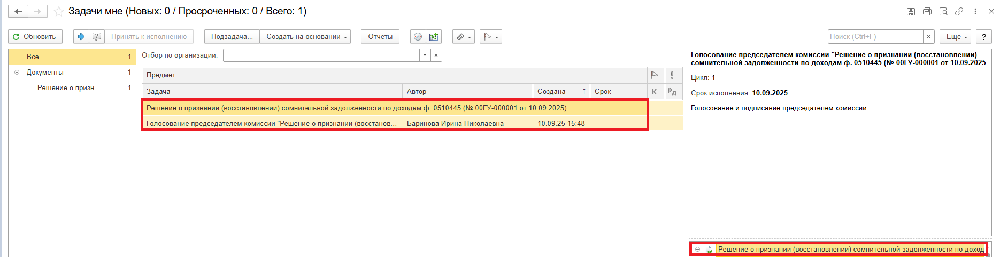 Задачи мне (Новых: 0 / Просроченных: 0 / Всего: 1)
Обновить
Принять к исполнению
Подзадача...
Создать на основании
Отчеты
Поиск (Ctrl+F)
×
Еще
?
Все 1
Документы 1
Решение о призн... 1
Отбор по организации:
Предмет
Задача Автор Создана ↑ Срок К Рд
Решение о признании (восстановлении) сомнительной задолженности по доходам ф. 0510445 (№ 00ГУ-000001 от 10.09.2025)
Голосование председателем комиссии "Решение о признании (восстанов... Баринова Ирина Николаевна 10.09.25 15:48
Голосование председателем комиссии "Решение о признании (восстановлении)
сомнительной задолженности по доходам ф. 0510445 (№ 00ГУ-000001 от 10.09.2025
Цикл: 1
Срок исполнения: 10.09.2025
Голосование и подписание председателем комиссии
Решение о признании (восстановлении) сомнительной задолженности по доход